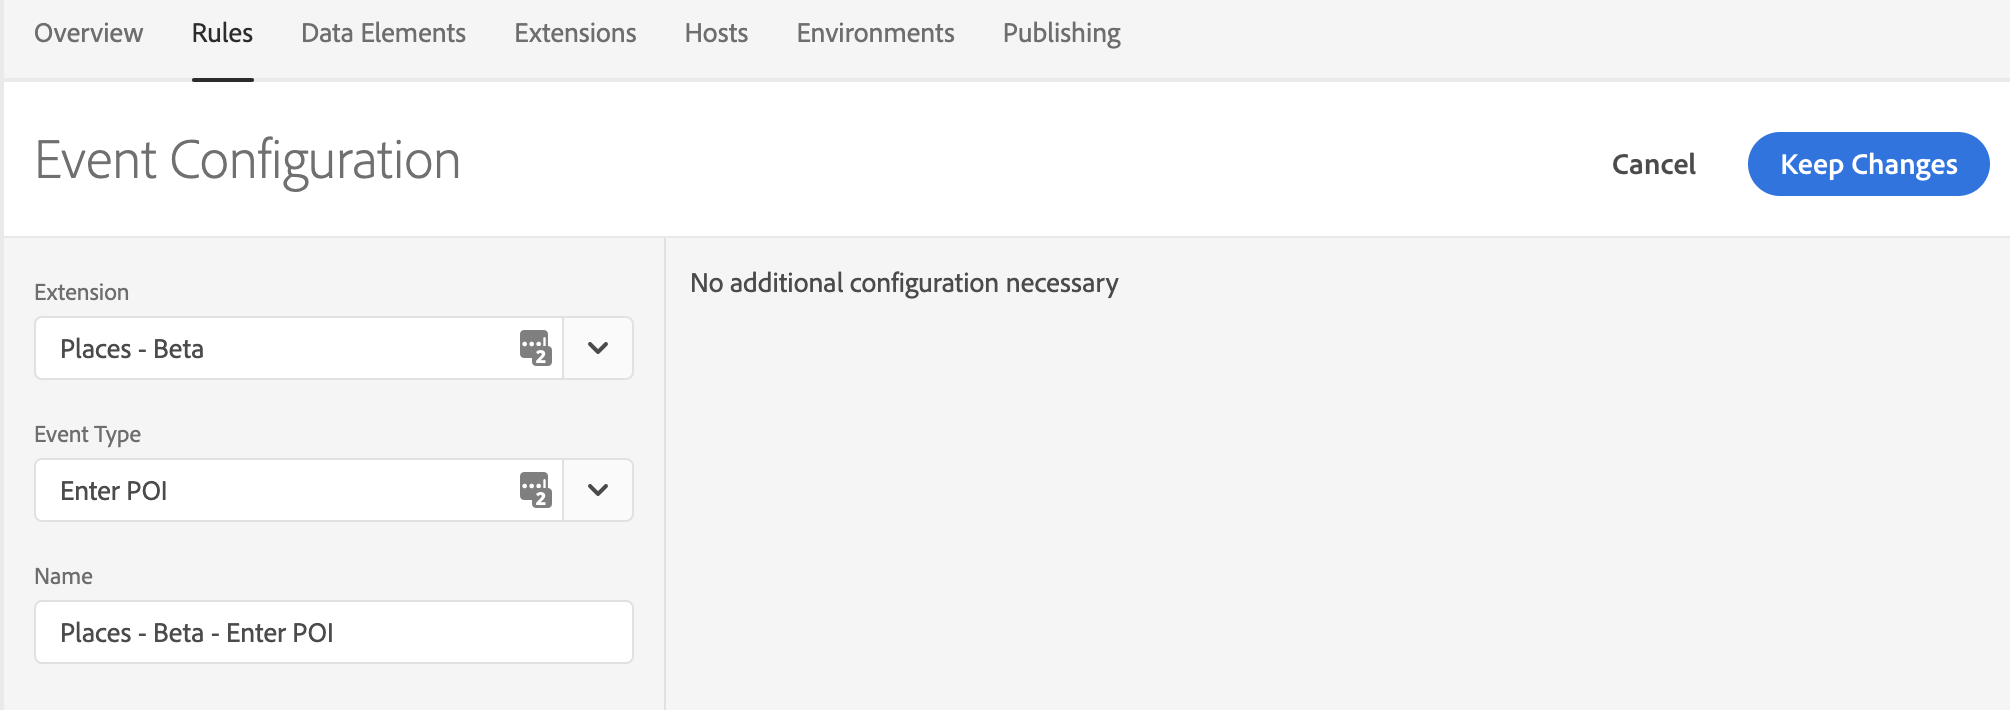 Overview Rules Data Elements Extensions Hosts Environments Publishing
Event Configuration
Cancel
Keep Changes
Extension
Places - Beta
2
Event Type
Enter POI
2
Name
Places - Beta - Enter POI
No additional configuration necessary